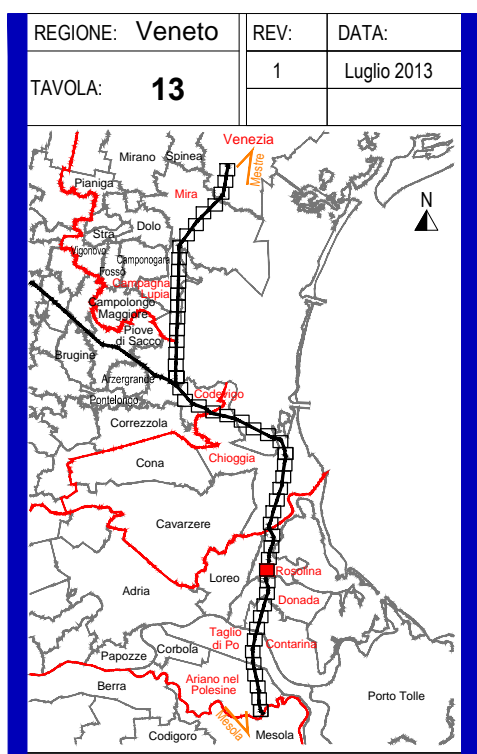 REGIONE: Veneto
REV:
DATA:
TAVOLA: 13
1
Luglio 2013
Venezia
Mestre
Mirano
Spinea
Pianiga
Mira
N
Stra
Dolo
Vigonovo
Camponogara
Fossò
Campagna
Lupia
Campolongo
Maggiore
Piove
di Sacco
Brugine
Arzergrande
Pontelongo
Codevigo
Correzzola
Chioggia
Cona
Cavarzere
Rosolina
Adria
Loreo
Donada
Taglio
di Po
Contarina
Corbola
Papozze
Berra
Ariano nel
Polesine
Porto Tolle
Mesola
Codigoro
Mesola